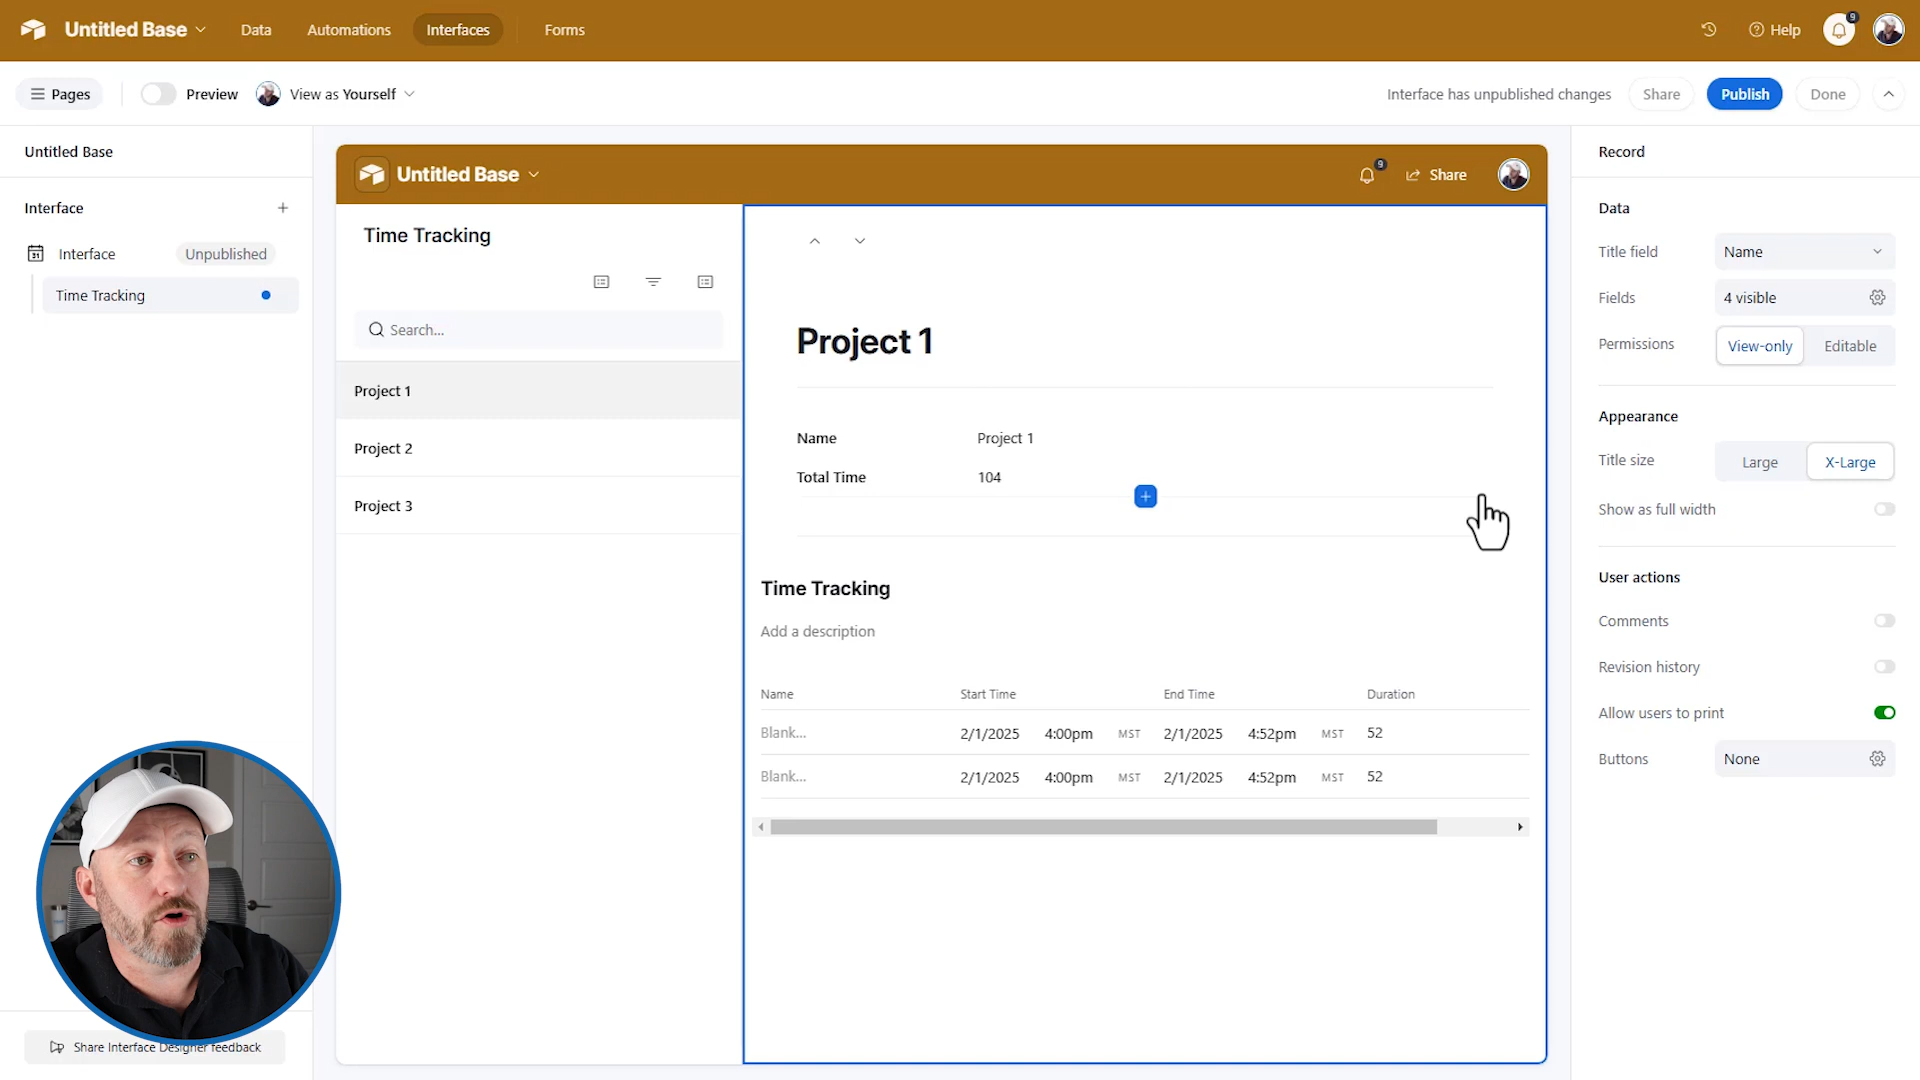 Untitled Base
Data
Automations
Interfaces
Forms
Help
9
Pages
Preview
View as Yourself
Interface has unpublished changes
Share
Publish
Done
Untitled Base
Interface
Interface
Unpublished
Time Tracking
31
Untitled Base
9
Share
Time Tracking
Search...
Project 1
Project 2
Project 3
Project 1
Name
Project 1
Total Time
104
Time Tracking
Add a description
Name Start Time End Time Duration
Blank... 2/1/2025 4:00pm MST 2/1/2025 4:52pm MST 52
Blank... 2/1/2025 4:00pm MST 2/1/2025 4:52pm MST 52
Record
Data
Title field
Name
Fields
4 visible
Permissions
View-only
Editable
Appearance
Title size
Large
X-Large
Show as full width
User actions
Comments
Revision history
Allow users to print
Buttons
None
Share Interface Designer feedback